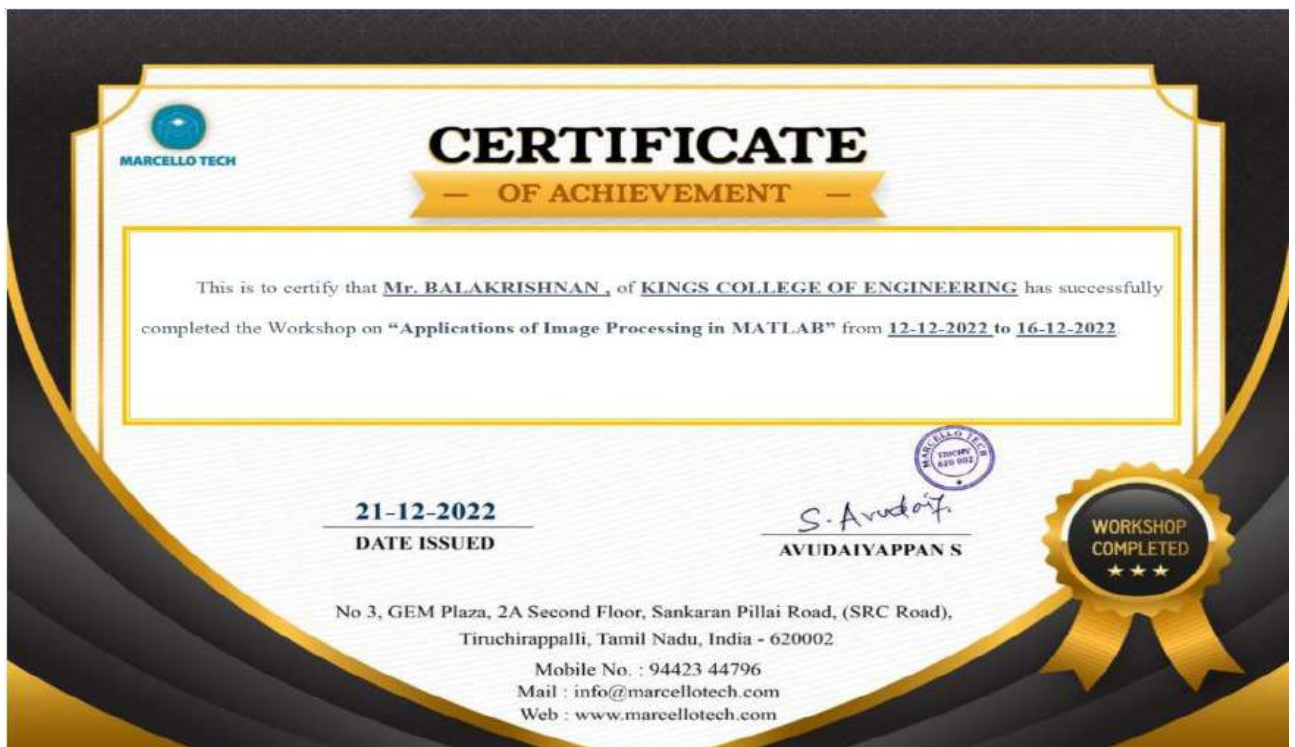 MARCELLO TECH
CERTIFICATE
— OF ACHIEVEMENT —
This is to certify that Mr. BALAKRISHNAN , of KINGS COLLEGE OF ENGINEERING has successfully
completed the Workshop on “Applications of Image Processing in MATLAB” from 12-12-2022 to 16-12-2022.
MARCELLO TECH
TRICHY
620 002
21-12-2022
DATE ISSUED
S. Avudaiy.
AVUDAIYAPPAN S
WORKSHOP
COMPLETED
No 3, GEM Plaza, 2A Second Floor, Sankaran Pillai Road, (SRC Road),
Tiruchirappalli, Tamil Nadu, India - 620002
Mobile No. : 94423 44796
Mail : info@marcellotech.com
Web : www.marcellotech.com